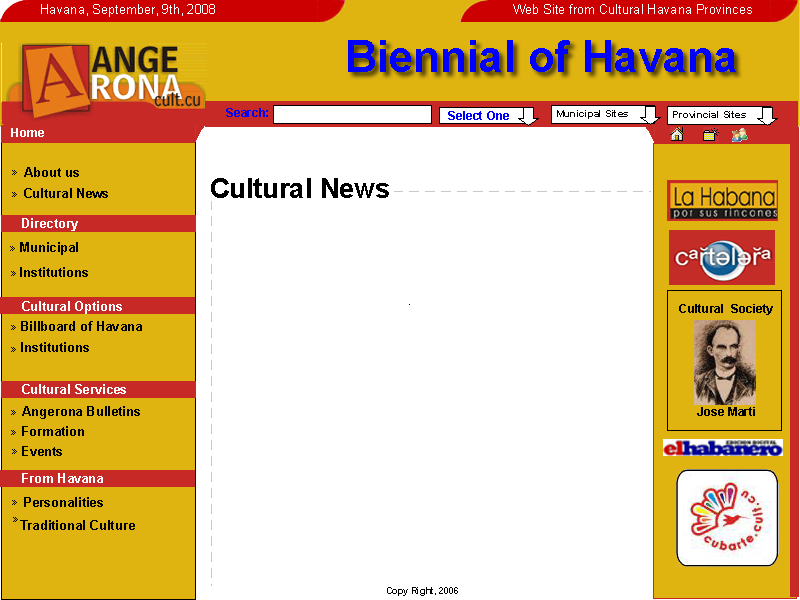 Havana, September, 9th, 2008
Web Site from Cultural Havana Provinces
ANGE
ARONA
cult.cu
Biennial of Havana
Search:
Select One
Municipal Sites
Provincial Sites
Home
» About us
» Cultural News
Directory
» Municipal
» Institutions
Cultural Options
» Billboard of Havana
» Institutions
Cultural Services
» Angerona Bulletins
» Formation
» Events
From Havana
» Personalities
» Traditional Culture
Cultural News
La Habana
por sus rincones
cartelera
Cultural Society
Jose Marti
EDICION DIGITAL
elhabanero
cubarte.cult.cu
Copy Right, 2006